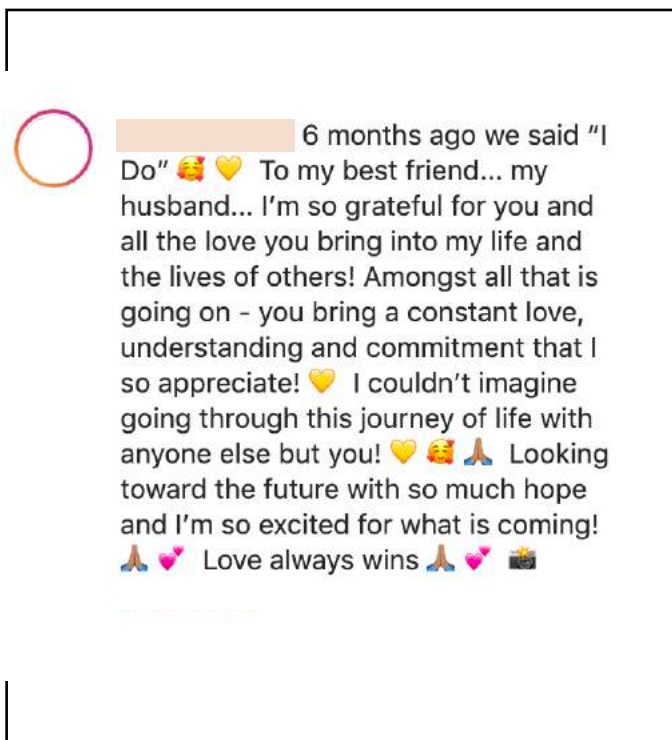 6 months ago we said “I
Do” 🥰 💛 To my best friend... my
husband... I’m so grateful for you and
all the love you bring into my life and
the lives of others! Amongst all that is
going on - you bring a constant love,
understanding and commitment that I
so appreciate! 💛 I couldn’t imagine
going through this journey of life with
anyone else but you! 💛 🥰 🙏🏽 Looking
toward the future with so much hope
and I’m so excited for what is coming!
🙏🏽 💕 Love always wins 🙏🏽 💕 📸